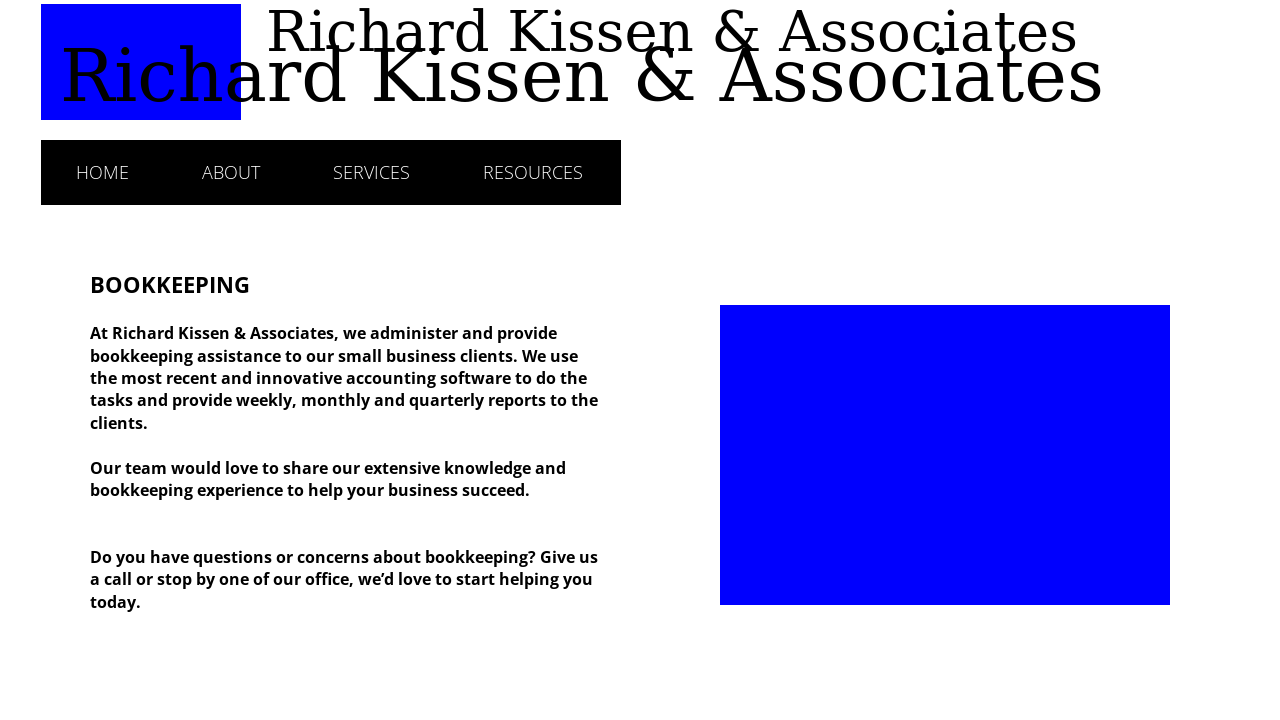 Richard Kissen & Associates
Richard Kissen & Associates
HOME ABOUT SERVICES RESOURCES
BOOKKEEPING
At Richard Kissen & Associates, we administer and provide
bookkeeping assistance to our small business clients. We use
the most recent and innovative accounting software to do the
tasks and provide weekly, monthly and quarterly reports to the
clients.
Our team would love to share our extensive knowledge and
bookkeeping experience to help your business succeed.
Do you have questions or concerns about bookkeeping? Give us
a call or stop by one of our office, we’d love to start helping you
today.